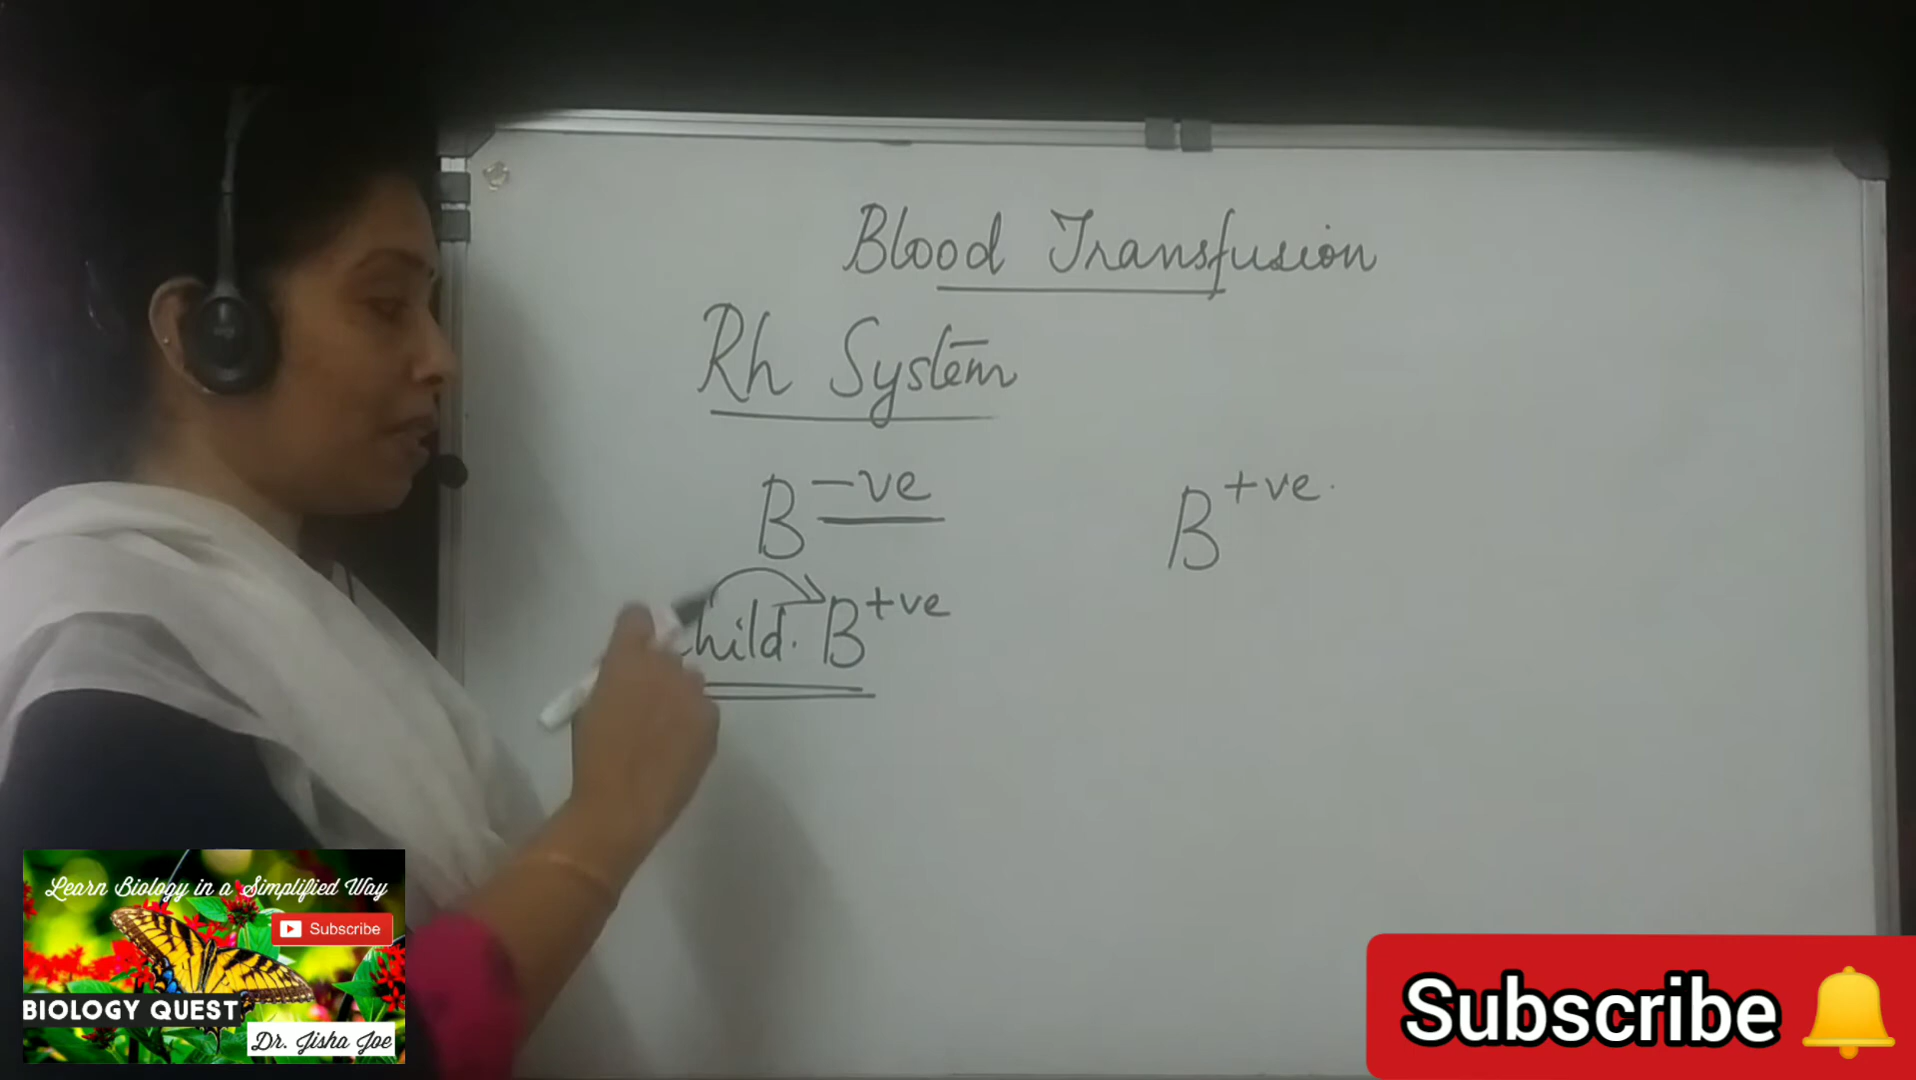 Blood Transfusion
Rh System
B -ve
B +ve.
Child. B +ve
Learn Biology in a Simplified Way
Subscribe
BIOLOGY QUEST
Dr. Jisha Joe
Subscribe